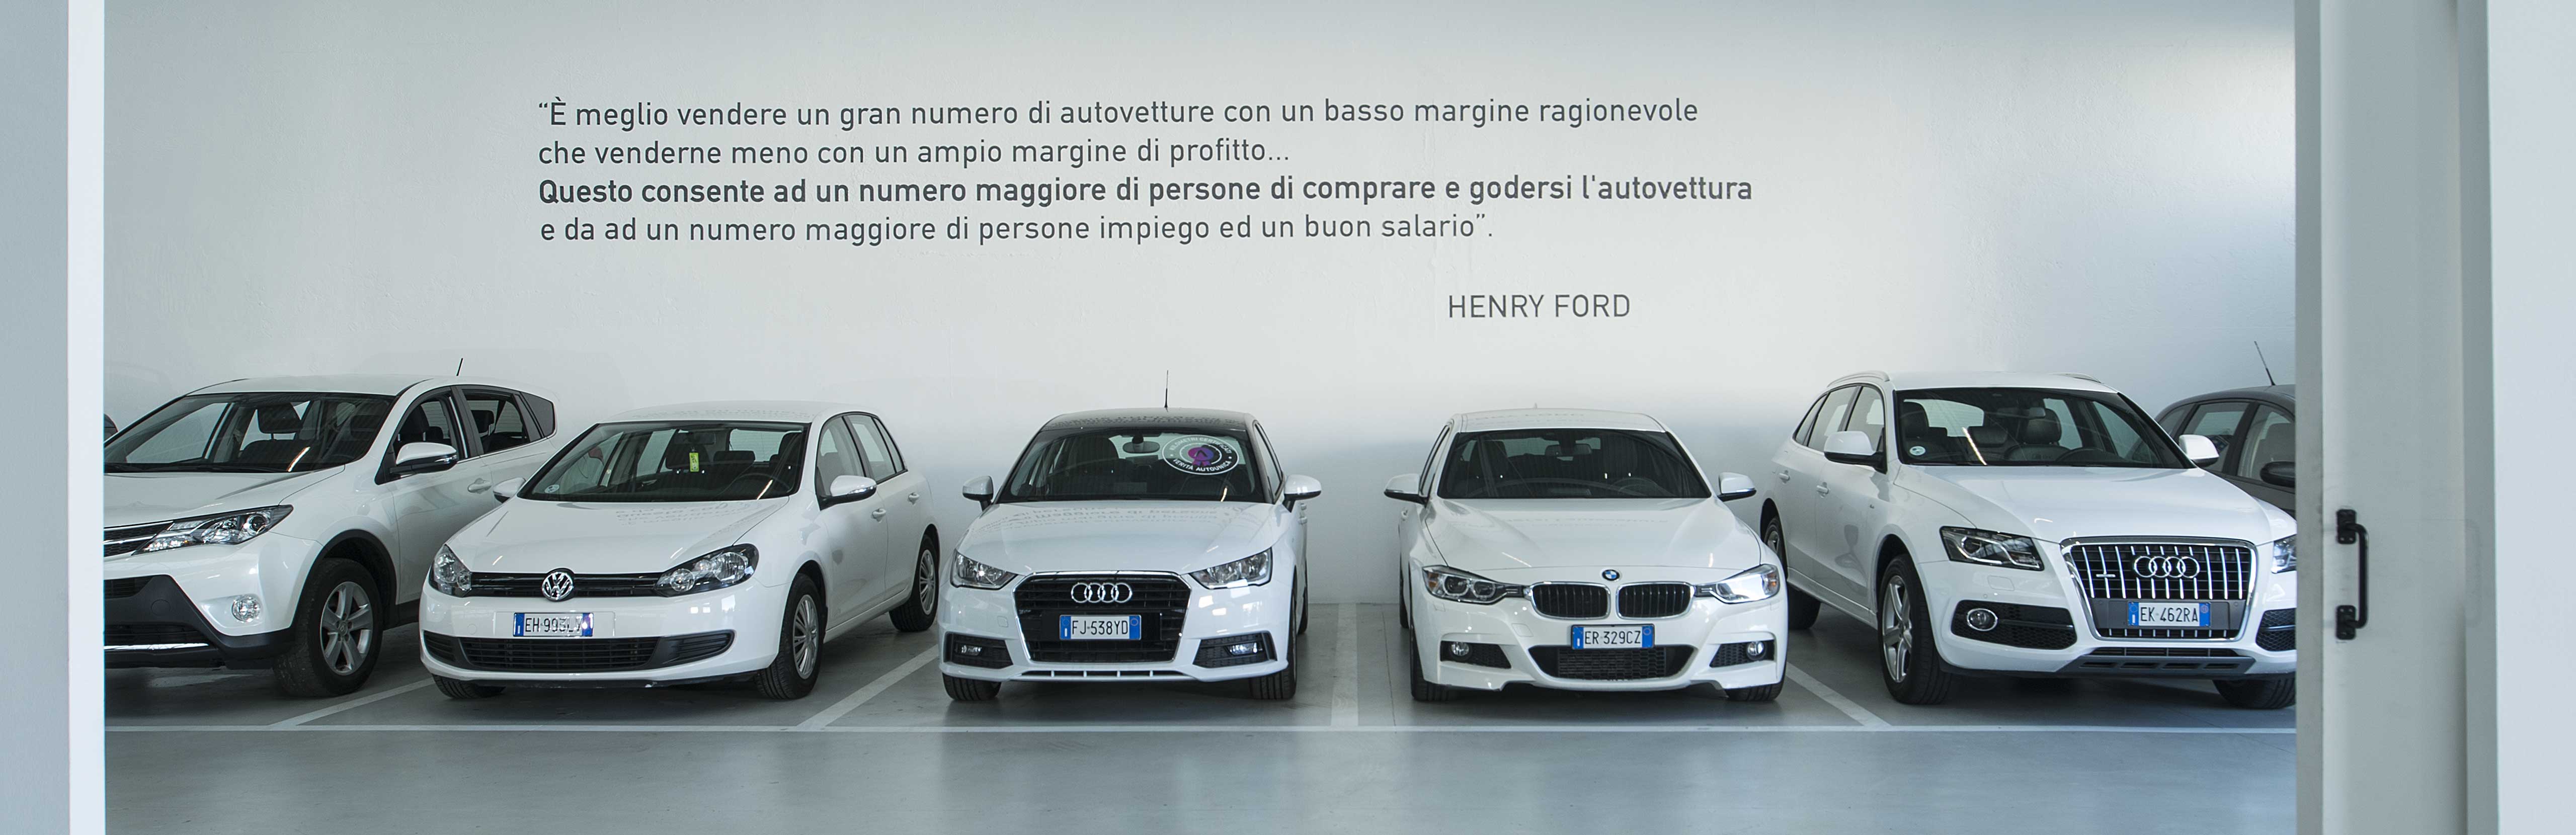 “È meglio vendere un gran numero di autovetture con un basso margine ragionevole
che venderne meno con un ampio margine di profitto...
Questo consente ad un numero maggiore di persone di comprare e godersi l'autovettura
e da ad un numero maggiore di persone impiego ed un buon salario”.
HENRY FORD
FJ-538YD
ER 329CZ
EK 462RA